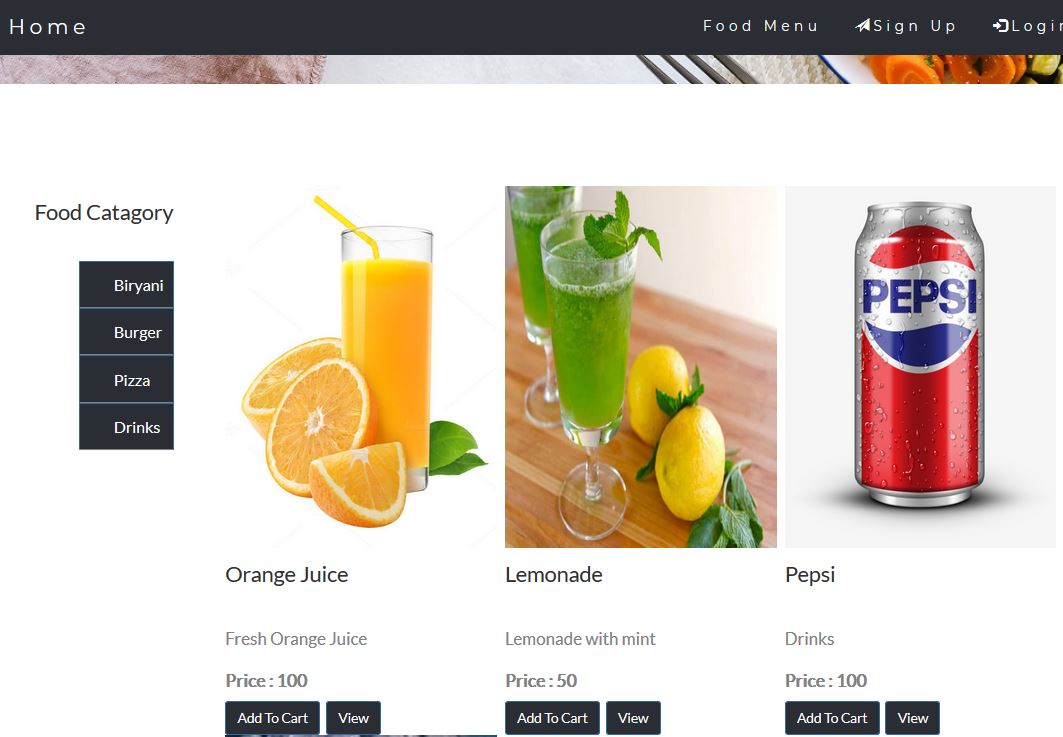 Home
Food Menu Sign Up Login
Food Catagory
Biryani
Burger
Pizza
Drinks
PEPSI
Orange Juice
Fresh Orange Juice
Price : 100
Add To Cart View
Lemonade
Lemonade with mint
Price : 50
Add To Cart View
Pepsi
Drinks
Price : 100
Add To Cart View